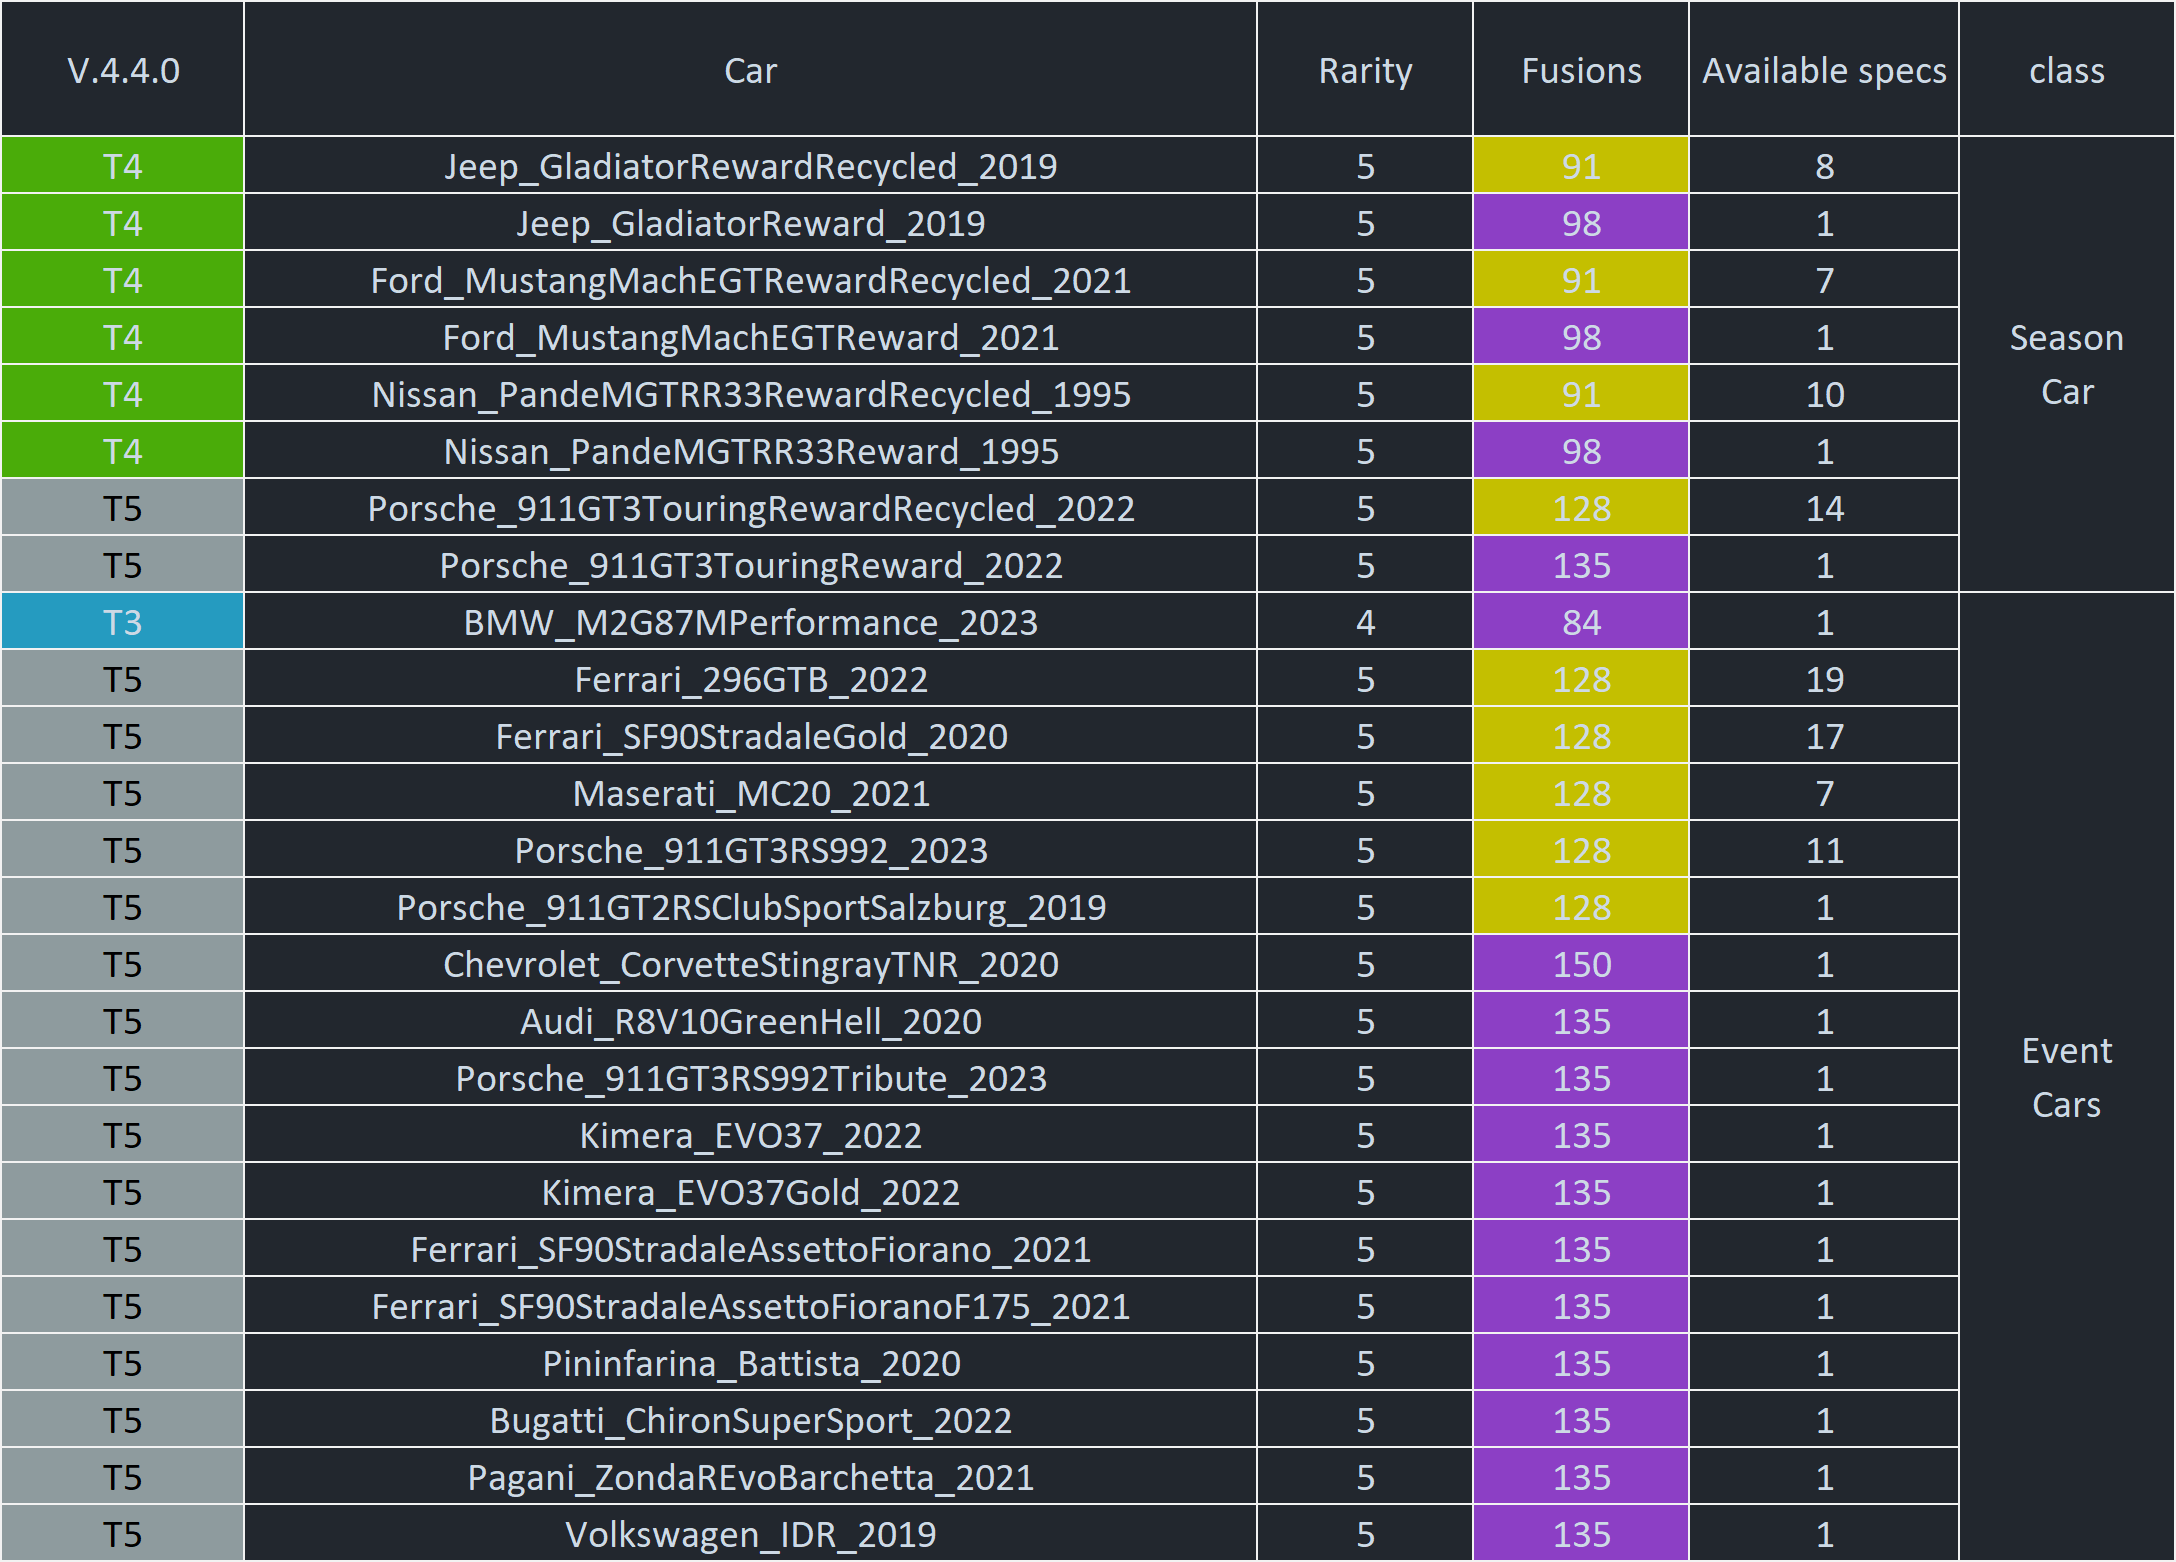 V.4.4.0 Car Rarity Fusions Available specs class
T4 Jeep_GladiatorRewardRecycled_2019 5 91 8
T4 Jeep_GladiatorReward_2019 5 98 1
T4 Ford_MustangMachEGTRewardRecycled_2021 5 91 7
T4 Ford_MustangMachEGTReward_2021 5 98 1
Season
Car
T4 Nissan_PandeMGTRR33RewardRecycled_1995 5 91 10
T4 Nissan_PandeMGTRR33Reward_1995 5 98 1
T5 Porsche_911GT3TouringRewardRecycled_2022 5 128 14
T5 Porsche_911GT3TouringReward_2022 5 135 1
T3 BMW_M2G87MPerformance_2023 4 84 1
T5 Ferrari_296GTB_2022 5 128 19
T5 Ferrari_SF90StradaleGold_2020 5 128 17
T5 Maserati_MC20_2021 5 128 7
T5 Porsche_911GT3RS992_2023 5 128 11
T5 Porsche_911GT2RSClubSportSalzburg_2019 5 128 1
T5 Chevrolet_CorvetteStingrayTNR_2020 5 150 1
T5 Audi_R8V10GreenHell_2020 5 135 1
Event
Cars
T5 Porsche_911GT3RS992Tribute_2023 5 135 1
T5 Kimera_EVO37_2022 5 135 1
T5 Kimera_EVO37Gold_2022 5 135 1
T5 Ferrari_SF90StradaleAssettoFiorano_2021 5 135 1
T5 Ferrari_SF90StradaleAssettoFioranoF175_2021 5 135 1
T5 Pininfarina_Battista_2020 5 135 1
T5 Bugatti_ChironSuperSport_2022 5 135 1
T5 Pagani_ZondaREvoBarchetta_2021 5 135 1
T5 Volkswagen_IDR_2019 5 135 1